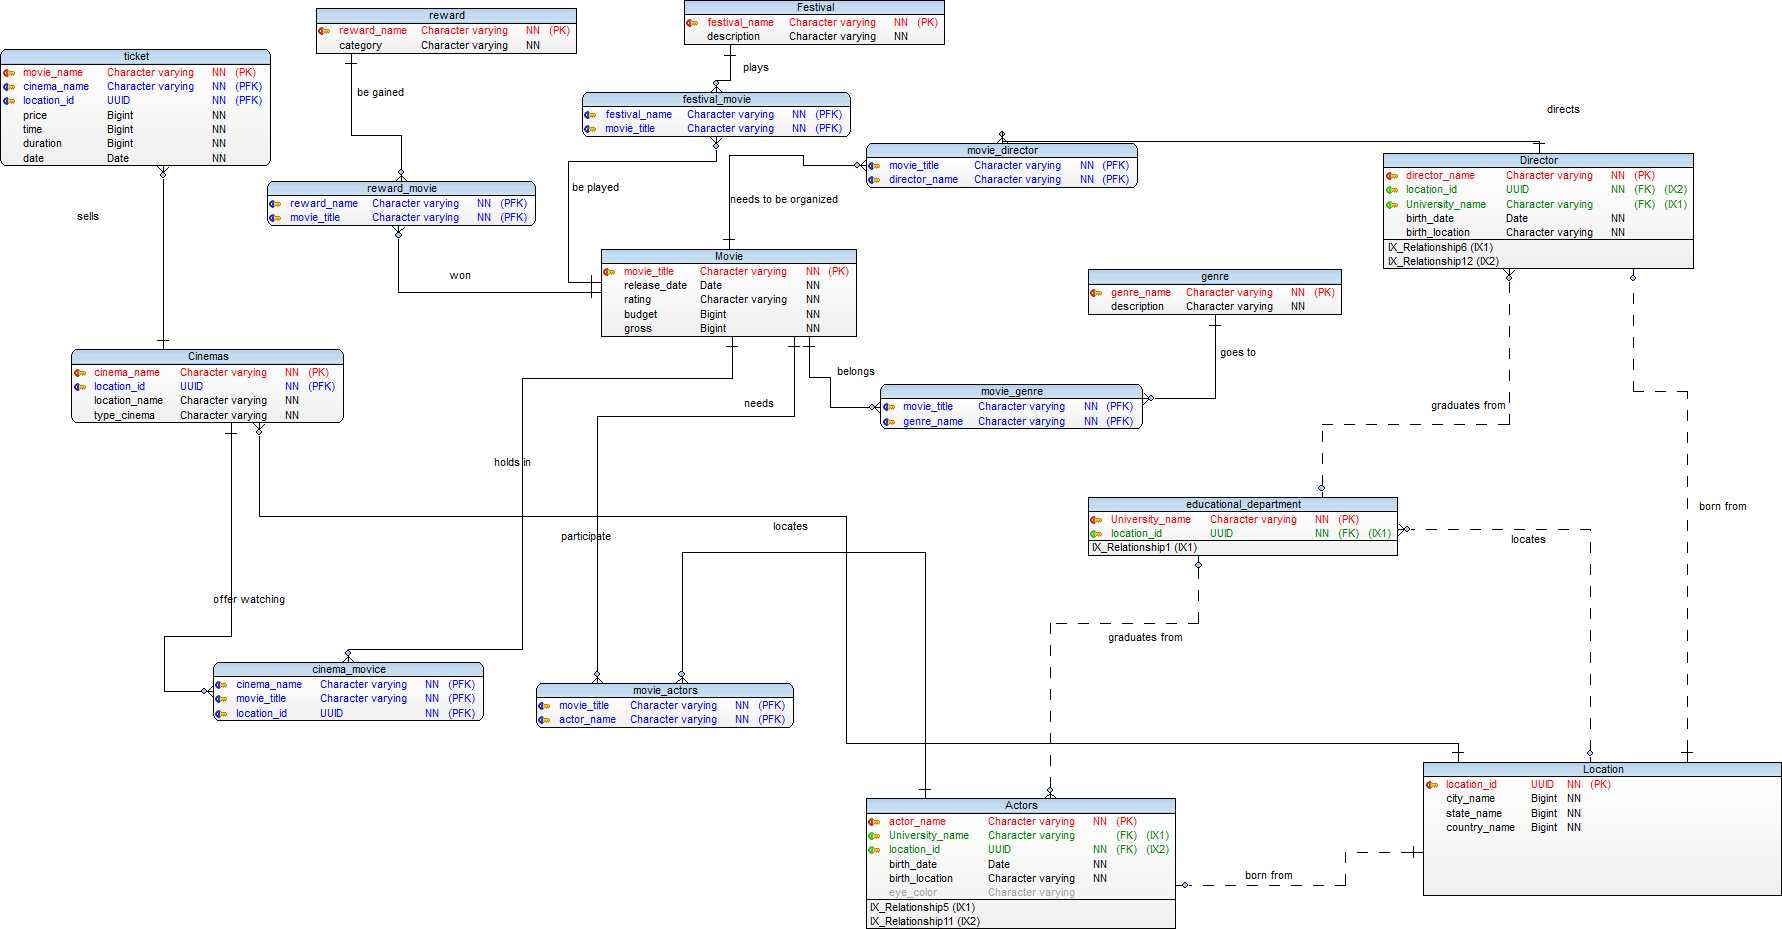 reward
reward_name Character varying NN (PK)
category Character varying NN
Festival
festival_name Character varying NN (PK)
description Character varying NN
ticket
movie_name Character varying NN (PK)
cinema_name Character varying NN (PFK)
location_id UUID NN (PFK)
price Bigint NN
time Bigint NN
duration Bigint NN
date Date NN
be gained
plays
festival_movie
festival_name Character varying NN (PFK)
movie_title Character varying NN (PFK)
directs
movie_director
movie_title Character varying NN (PFK)
director_name Character varying NN (PFK)
Director
director_name Character varying NN (PK)
location_id UUID NN (FK) (IX2)
University_name Character varying (FK) (IX1)
birth_date Date NN
birth_location Character varying NN
IX_Relationship6 (IX1)
IX_Relationship12 (IX2)
reward_movie
reward_name Character varying NN (PFK)
movie_title Character varying NN (PFK)
be played
needs to be organized
sells
won
Movie
movie_title Character varying NN (PK)
release_date Date NN
rating Character varying NN
budget Bigint NN
gross Bigint NN
genre
genre_name Character varying NN (PK)
description Character varying NN
goes to
Cinemas
cinema_name Character varying NN (PK)
location_id UUID NN (PFK)
location_name Character varying NN
type_cinema Character varying NN
belongs
needs
movie_genre
movie_title Character varying NN (PFK)
genre_name Character varying NN (PFK)
graduates from
holds in
educational_department
University_name Character varying NN (PK)
location_id UUID NN (FK) (IX1)
IX_Relationship1 (IX1)
born from
locates
participate
locates
offer watching
graduates from
cinema_movice
cinema_name Character varying NN (PFK)
movie_title Character varying NN (PFK)
location_id UUID NN (PFK)
movie_actors
movie_title Character varying NN (PFK)
actor_name Character varying NN (PFK)
Location
location_id UUID NN (PK)
city_name Bigint NN
state_name Bigint NN
country_name Bigint NN
Actors
actor_name Character varying NN (PK)
University_name Character varying (FK) (IX1)
location_id UUID NN (FK) (IX2)
birth_date Date NN
birth_location Character varying NN
eye_color Character varying
IX_Relationship5 (IX1)
IX_Relationship11 (IX2)
born from